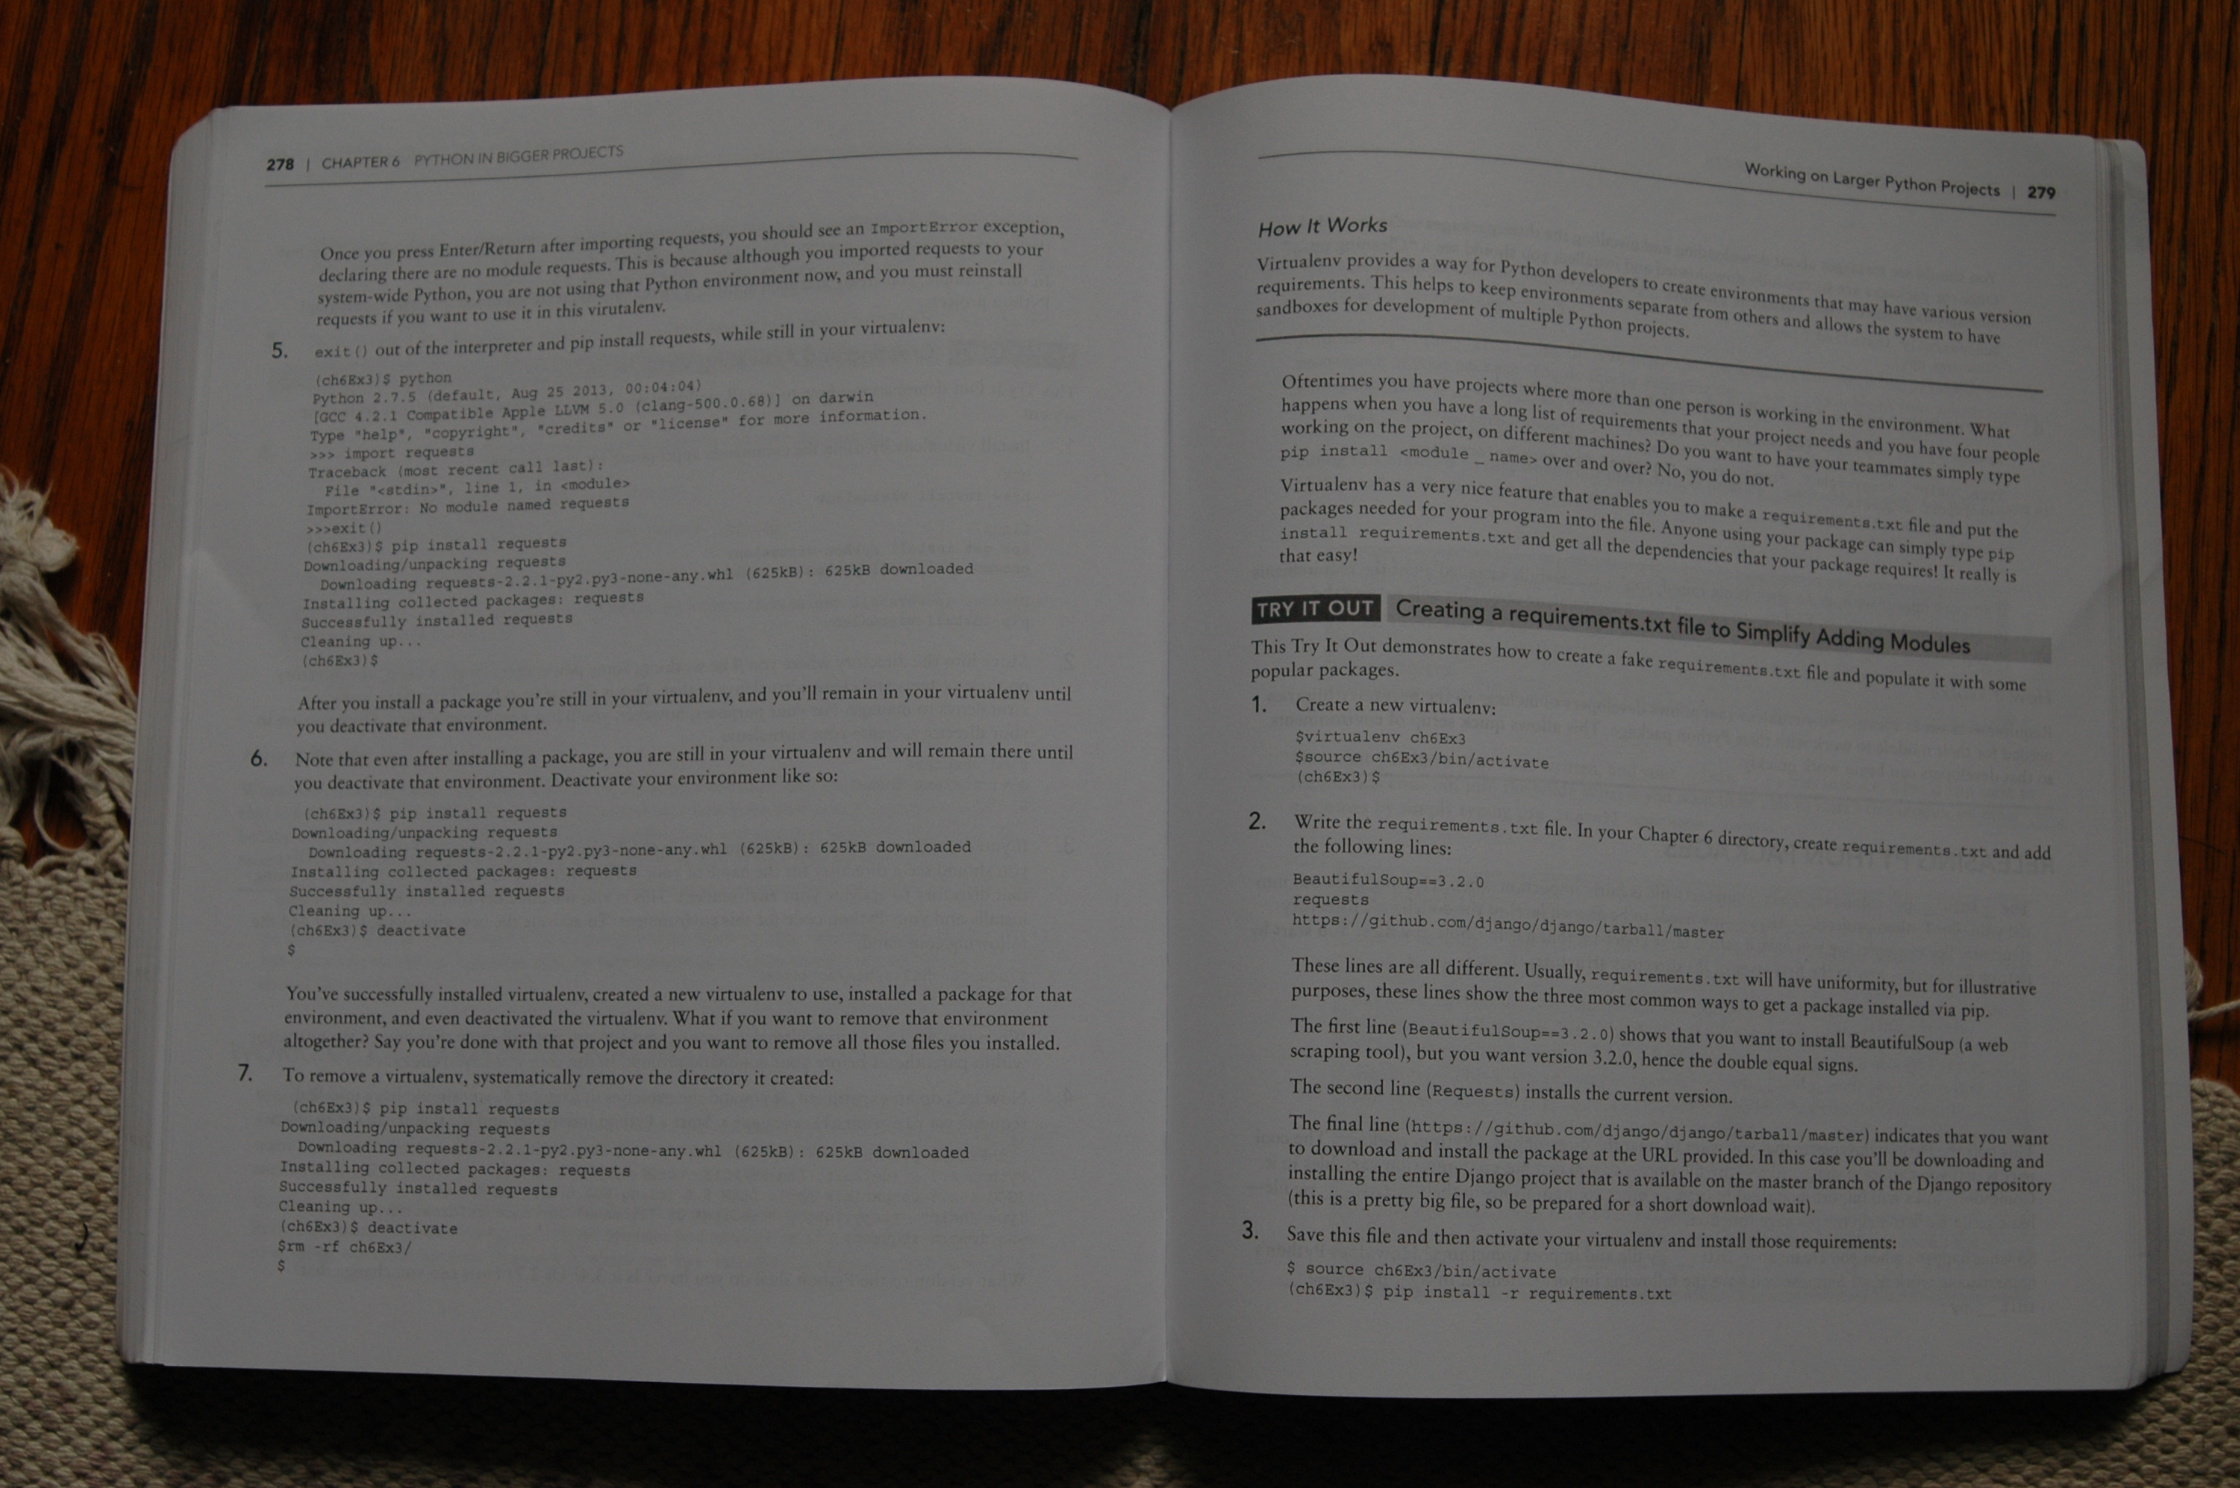 278 | CHAPTER 6 PYTHON IN BIGGER PROJECTS
Once you press Enter/Return after importing requests, you should see an ImportError exception,
declaring there are no module requests. This is because although you imported requests to your
system-wide Python, you are not using that Python environment now, and you must reinstall
requests if you want to use it in this virutalenv.
5. exit() out of the interpreter and pip install requests, while still in your virtualenv:
(ch6Ex3)$ python
Python 2.7.5 (default, Aug 25 2013, 00:04:04)
[GCC 4.2.1 Compatible Apple LLVM 5.0 (clang-500.0.68)] on darwin
Type "help", "copyright", "credits" or "license" for more information.
>>> import requests
Traceback (most recent call last):
File "<stdin>", line 1, in <module>
ImportError: No module named requests
>>>exit()
(ch6Ex3)$ pip install requests
Downloading/unpacking requests
Downloading requests-2.2.1-py2.py3-none-any.whl (625kB): 625kB downloaded
Installing collected packages: requests
Successfully installed requests
Cleaning up...
(ch6Ex3)$
After you install a package you're still in your virtualenv, and you'll remain in your virtualenv until
you deactivate that environment.
6. Note that even after installing a package, you are still in your virtualenv and will remain there until
you deactivate that environment. Deactivate your environment like so:
(ch6Ex3)$ pip install requests
Downloading/unpacking requests
Downloading requests-2.2.1-py2.py3-none-any.whl (625kB): 625kB downloaded
Installing collected packages: requests
Successfully installed requests
Cleaning up...
(ch6Ex3)$ deactivate
$
You've successfully installed virtualenv, created a new virtualenv to use, installed a package for that
environment, and even deactivated the virtualenv. What if you want to remove that environment
altogether? Say you're done with that project and you want to remove all those files you installed.
7. To remove a virtualenv, systematically remove the directory it created:
(ch6Ex3)$ pip install requests
Downloading/unpacking requests
Downloading requests-2.2.1-py2.py3-none-any.whl (625kB): 625kB downloaded
Installing collected packages: requests
Successfully installed requests
Cleaning up...
(ch6Ex3)$ deactivate
$rm -rf ch6Ex3/
$
Working on Larger Python Projects | 279
How It Works
Virtualenv provides a way for Python developers to create environments that may have various version
requirements. This helps to keep environments separate from others and allows the system to have
sandboxes for development of multiple Python projects.
Oftentimes you have projects where more than one person is working in the environment. What
happens when you have a long list of requirements that your project needs and you have four people
working on the project, on different machines? Do you want to have your teammates simply type
pip install <module_name> over and over? No, you do not.
Virtualenv has a very nice feature that enables you to make a requirements.txt file and put the
packages needed for your program into the file. Anyone using your package can simply type pip
install requirements.txt and get all the dependencies that your package requires! It really is
that easy!
TRY IT OUT Creating a requirements.txt file to Simplify Adding Modules
This Try It Out demonstrates how to create a fake requirements.txt file and populate it with some
popular packages.
1. Create a new virtualenv:
$virtualenv ch6Ex3
$source ch6Ex3/bin/activate
(ch6Ex3)$
2. Write the requirements.txt file. In your Chapter 6 directory, create requirements.txt and add
the following lines:
BeautifulSoup==3.2.0
requests
https://github.com/django/django/tarball/master
These lines are all different. Usually, requirements.txt will have uniformity, but for illustrative
purposes, these lines show the three most common ways to get a package installed via pip.
The first line (BeautifulSoup==3.2.0) shows that you want to install BeautifulSoup (a web
scraping tool), but you want version 3.2.0, hence the double equal signs.
The second line (Requests) installs the current version.
The final line (https://github.com/django/django/tarball/master) indicates that you want
to download and install the package at the URL provided. In this case you'll be downloading and
installing the entire Django project that is available on the master branch of the Django repository
(this is a pretty big file, so be prepared for a short download wait).
3. Save this file and then activate your virtualenv and install those requirements:
$ source ch6Ex3/bin/activate
(ch6Ex3)$ pip install -r requirements.txt